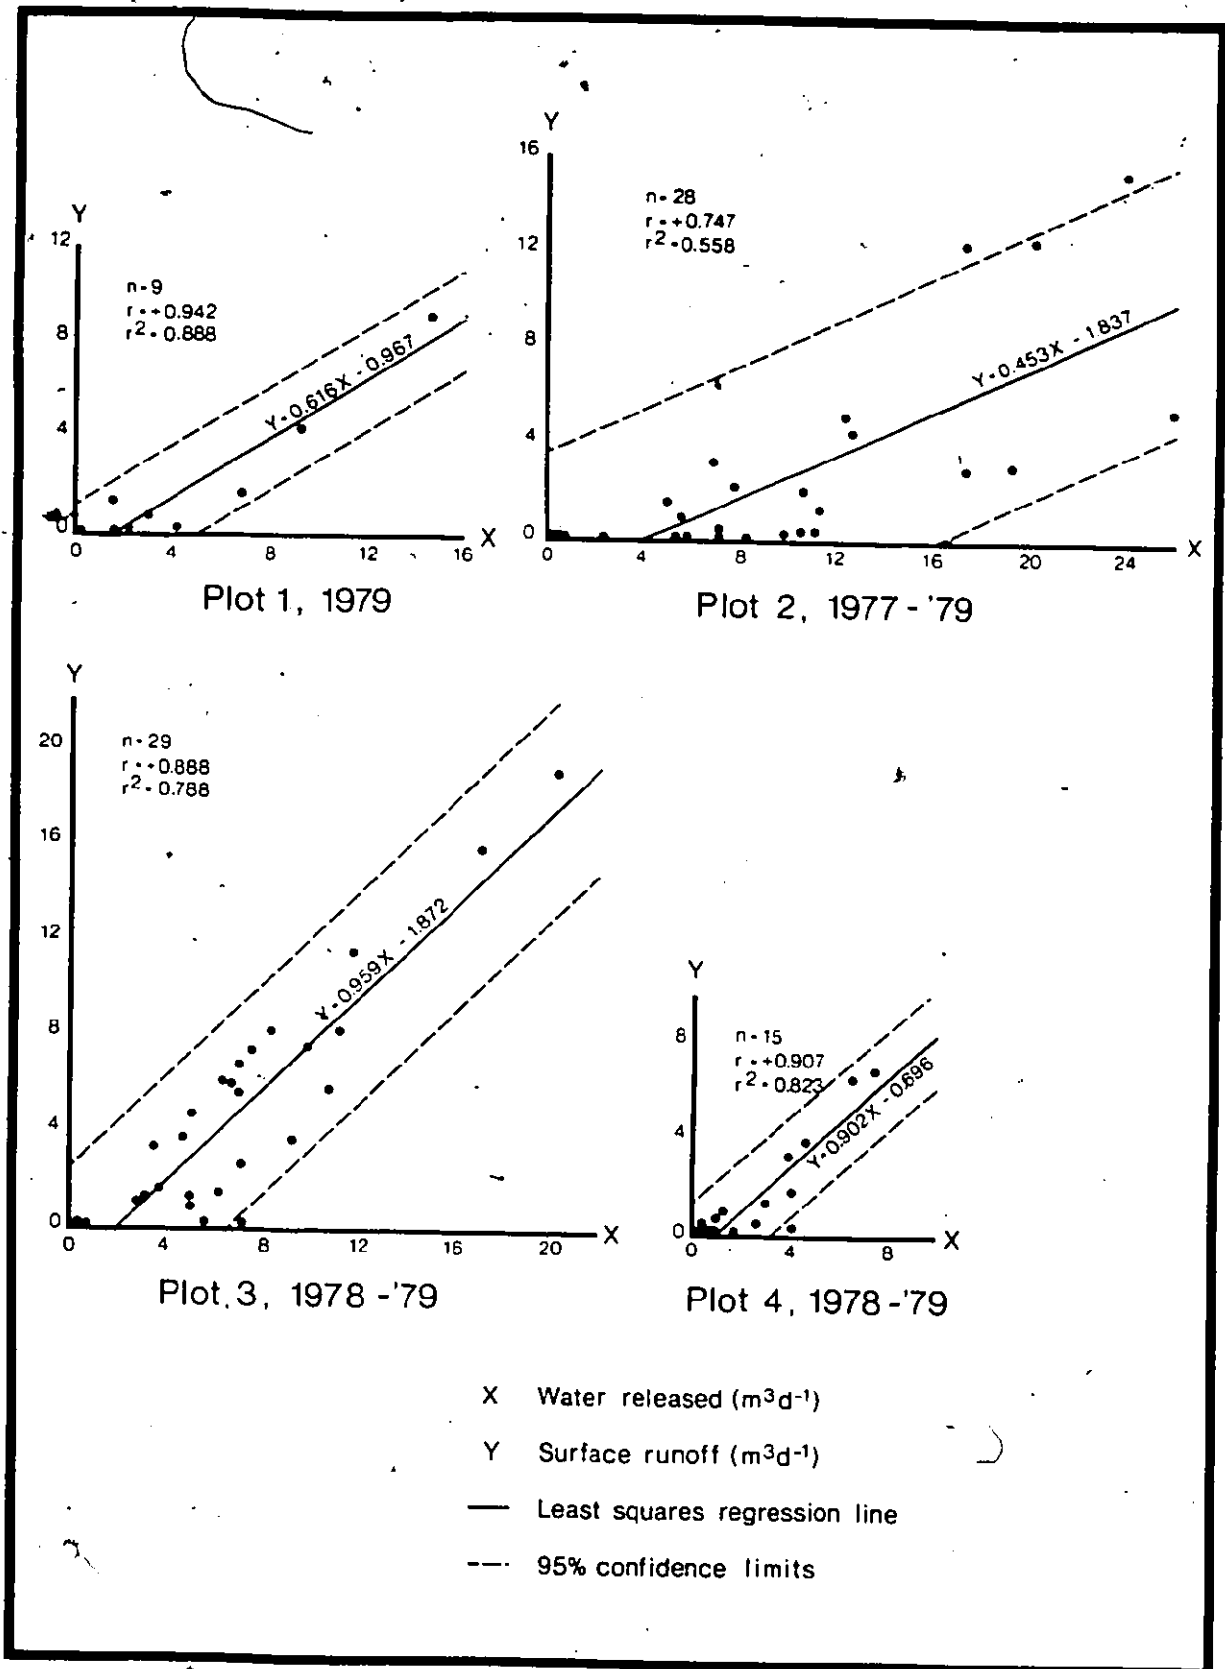 Y
12
n=9
r=+0.942
r²=0.888
8
Y=0.616X - 0.967
4
0
0 4 8 12 16 X
Plot 1, 1979
Y
16
n=28
r=+0.747
r²=0.558
12
8
Y=0.453X - 1.837
4
0
0 4 8 12 16 20 24 X
Plot 2, 1977-'79
Y
20
n=29
r=+0.888
r²=0.788
16
12
Y=0.959X - 1.872
8
4
0
0 4 8 12 16 20 X
Plot 3, 1978-'79
Y
8
n=15
r=+0.907
r²=0.823
Y=0.902X - 0.696
4
0
0 4 8 X
Plot 4, 1978-'79
X Water released (m³d⁻¹)
Y Surface runoff (m³d⁻¹)
Least squares regression line
95% confidence limits